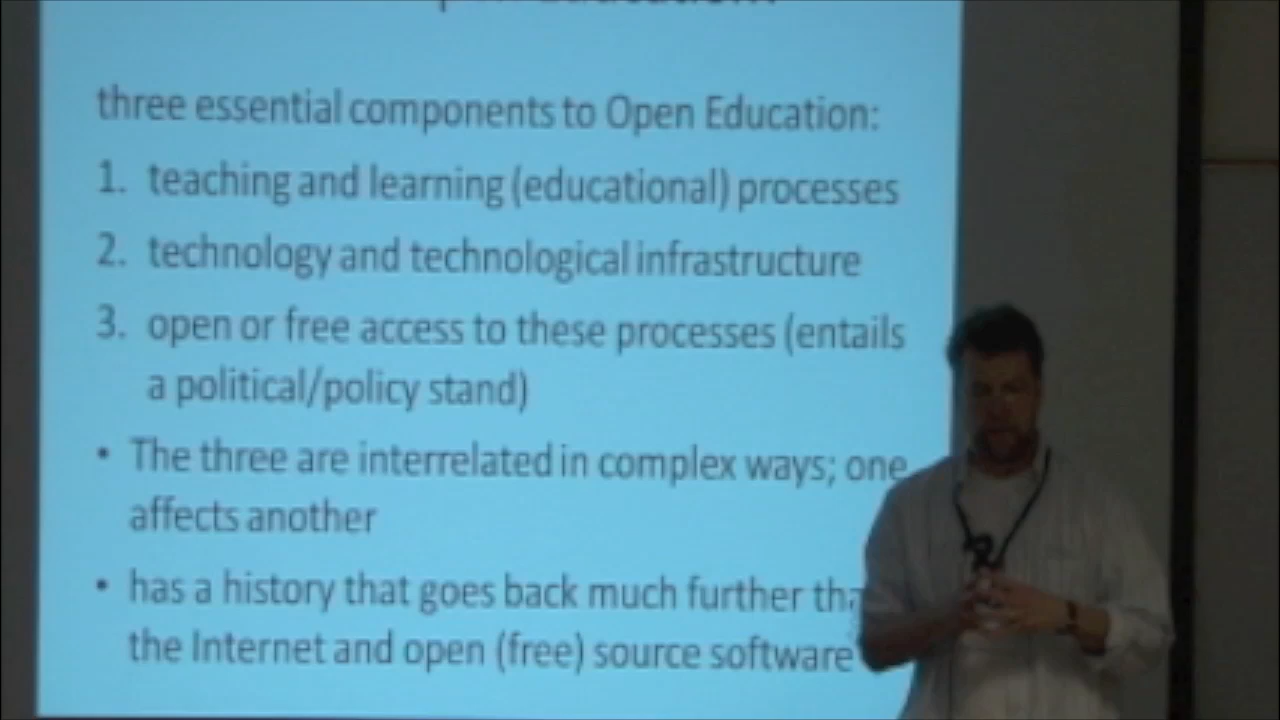 three essential components to Open Education:
1. teaching and learning (educational) processes
2. technology and technological infrastructure
3. open or free access to these processes (entails
a political/policy stand)
• The three are interrelated in complex ways; one
affects another
• has a history that goes back much further
the Internet and open (free) source software